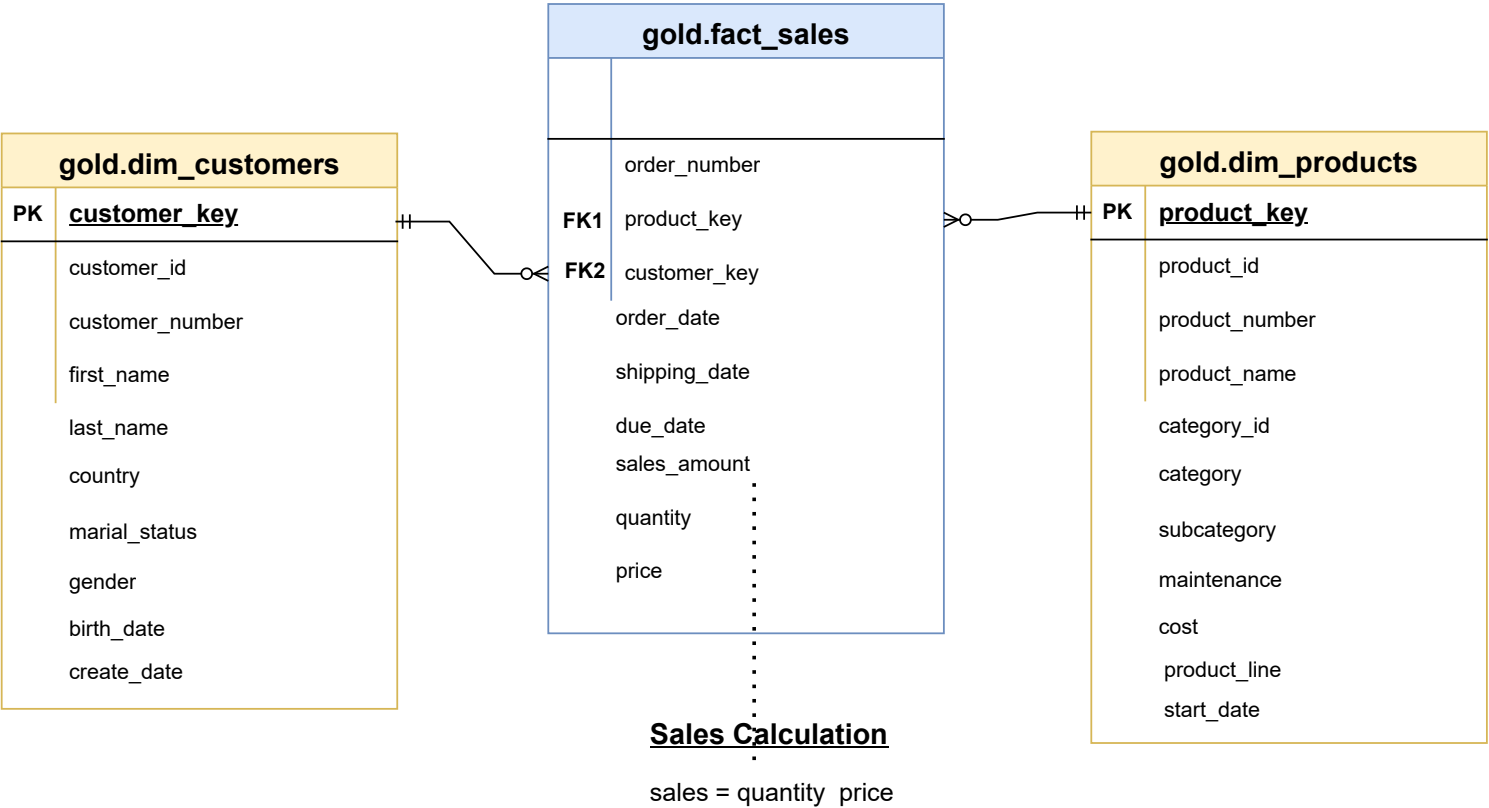 gold.fact_sales
order_number
FK1 product_key
FK2 customer_key
order_date
shipping_date
due_date
sales_amount
quantity
price
gold.dim_customers
PK customer_key
customer_id
customer_number
first_name
last_name
country
marial_status
gender
birth_date
create_date
gold.dim_products
PK product_key
product_id
product_number
product_name
category_id
category
subcategory
maintenance
cost
product_line
start_date
Sales Calculation
sales = quantity price